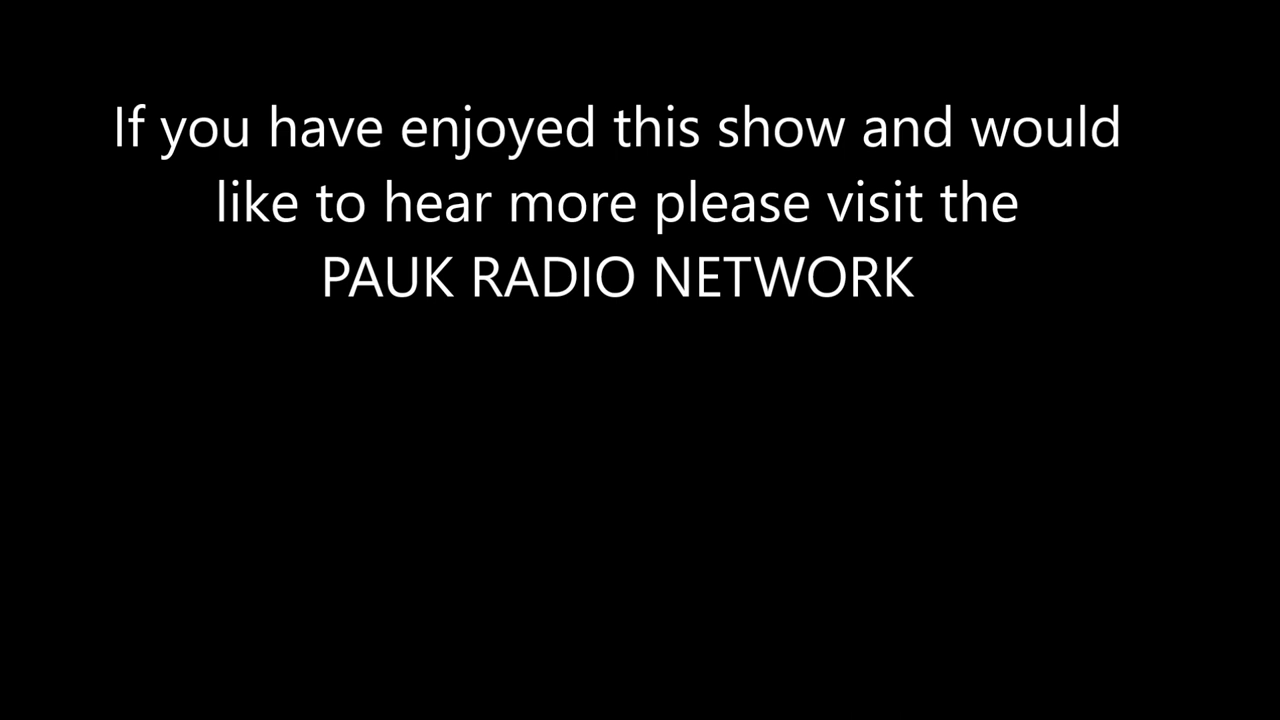 If you have enjoyed this show and would
like to hear more please visit the
PAUK RADIO NETWORK